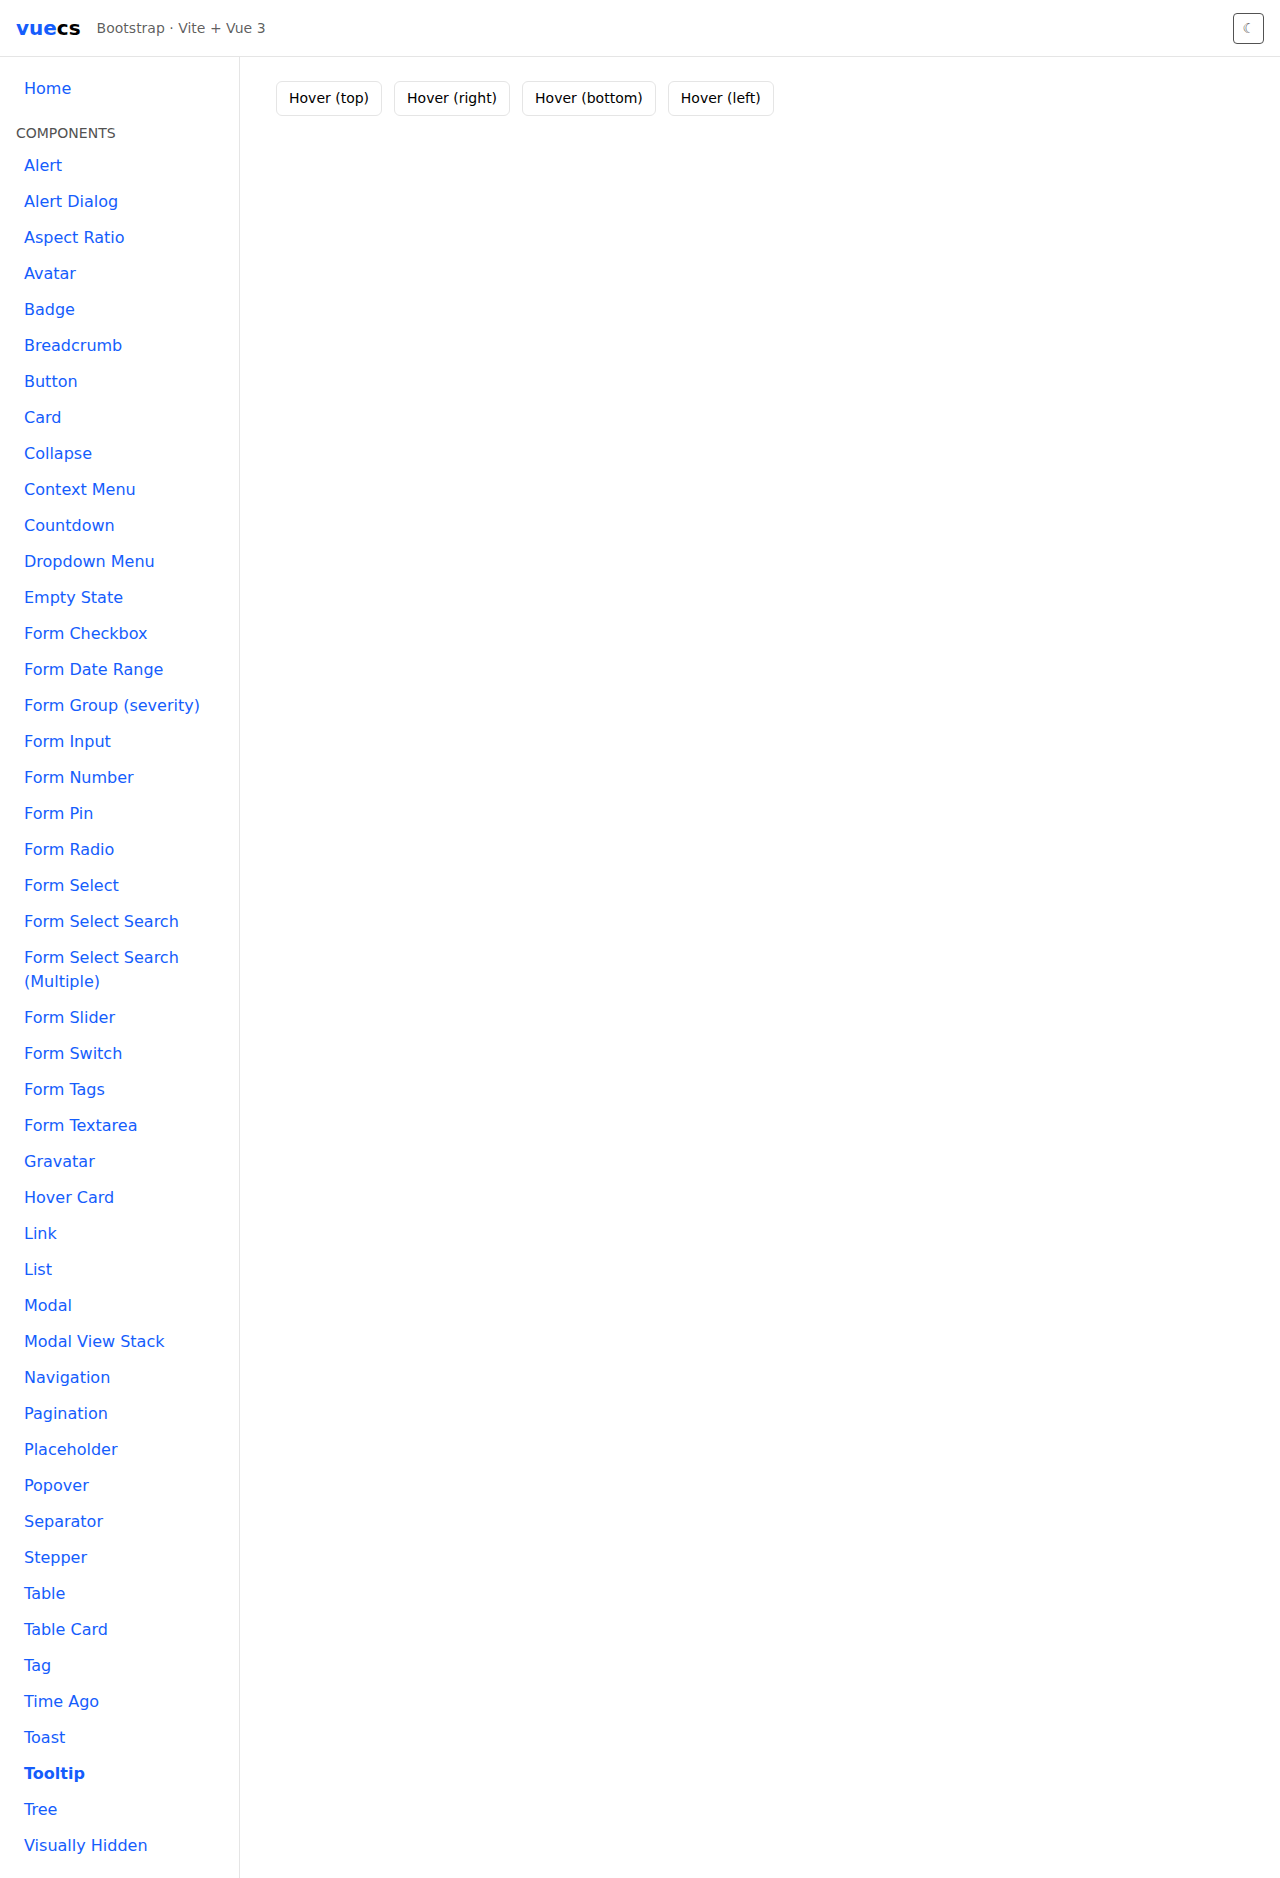 vuecs Bootstrap · Vite + Vue 3 ☾
Home
COMPONENTS
Alert
Alert Dialog
Aspect Ratio
Avatar
Badge
Breadcrumb
Button
Card
Collapse
Context Menu
Countdown
Dropdown Menu
Empty State
Form Checkbox
Form Date Range
Form Group (severity)
Form Input
Form Number
Form Pin
Form Radio
Form Select
Form Select Search
Form Select Search
(Multiple)
Form Slider
Form Switch
Form Tags
Form Textarea
Gravatar
Hover Card
Link
List
Modal
Modal View Stack
Navigation
Pagination
Placeholder
Popover
Separator
Stepper
Table
Table Card
Tag
Time Ago
Toast
Tooltip
Tree
Visually Hidden
Hover (top) Hover (right) Hover (bottom) Hover (left)